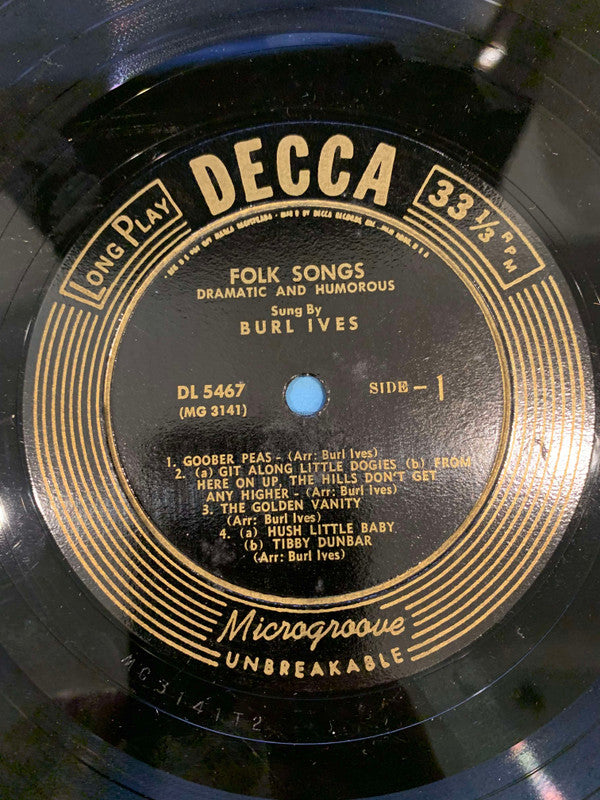 DECCA
LONG PLAY
33 1/3 RPM
FOLK SONGS
DRAMATIC AND HUMOROUS
Sung By
BURL IVES
DL 5467
(MG 3141)
SIDE - 1
1. GOOBER PEAS - (Arr: Burl Ives)
2. (a) GIT ALONG LITTLE DOGIES (b) FROM
HERE ON UP, THE HILLS DON'T GET
ANY HIGHER - (Arr: Burl Ives)
3. THE GOLDEN VANITY
(Arr: Burl Ives)
4. (a) HUSH LITTLE BABY
(b) TIBBY DUNBAR
(Arr: Burl Ives)
Microgroove
UNBREAKABLE
MG3141T2